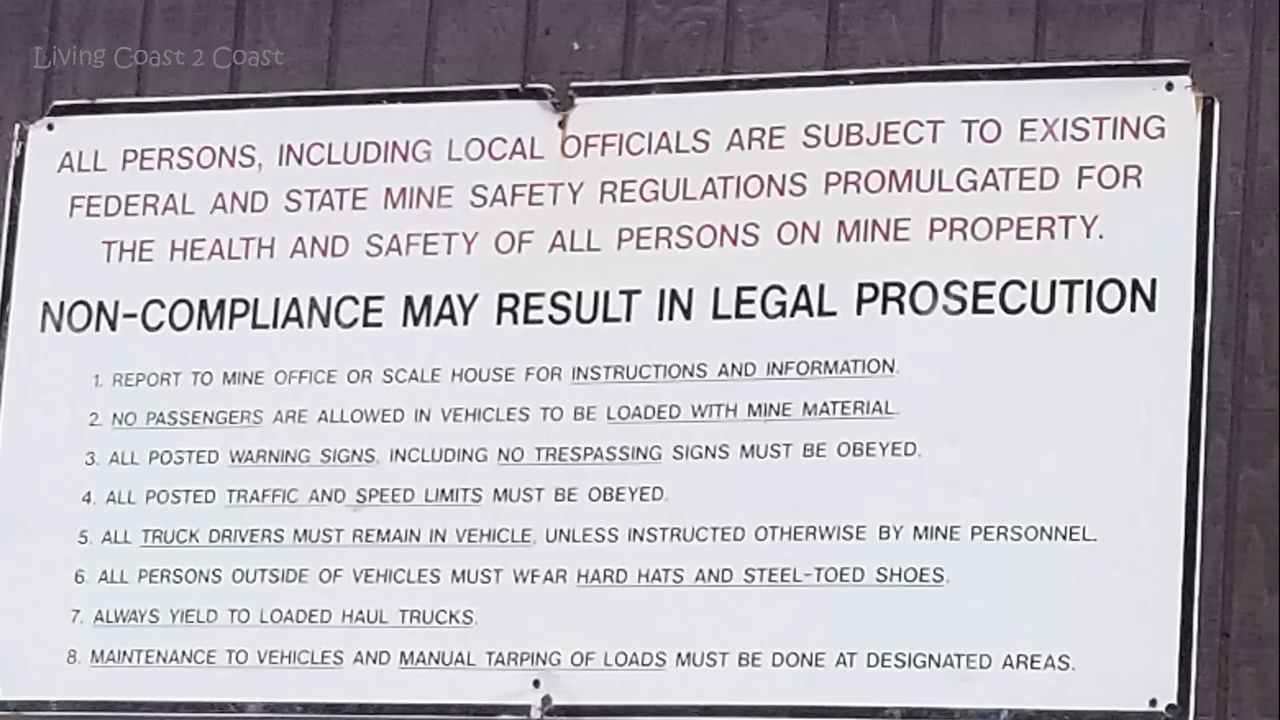 Living Coast 2 Coast
ALL PERSONS, INCLUDING LOCAL OFFICIALS ARE SUBJECT TO EXISTING
FEDERAL AND STATE MINE SAFETY REGULATIONS PROMULGATED FOR
THE HEALTH AND SAFETY OF ALL PERSONS ON MINE PROPERTY.
NON-COMPLIANCE MAY RESULT IN LEGAL PROSECUTION
1. REPORT TO MINE OFFICE OR SCALE HOUSE FOR INSTRUCTIONS AND INFORMATION.
2. NO PASSENGERS ARE ALLOWED IN VEHICLES TO BE LOADED WITH MINE MATERIAL.
3. ALL POSTED WARNING SIGNS, INCLUDING NO TRESPASSING SIGNS MUST BE OBEYED.
4. ALL POSTED TRAFFIC AND SPEED LIMITS MUST BE OBEYED.
5. ALL TRUCK DRIVERS MUST REMAIN IN VEHICLE, UNLESS INSTRUCTED OTHERWISE BY MINE PERSONNEL.
6. ALL PERSONS OUTSIDE OF VEHICLES MUST WEAR HARD HATS AND STEEL-TOED SHOES.
7. ALWAYS YIELD TO LOADED HAUL TRUCKS.
8. MAINTENANCE TO VEHICLES AND MANUAL TARPING OF LOADS MUST BE DONE AT DESIGNATED AREAS.